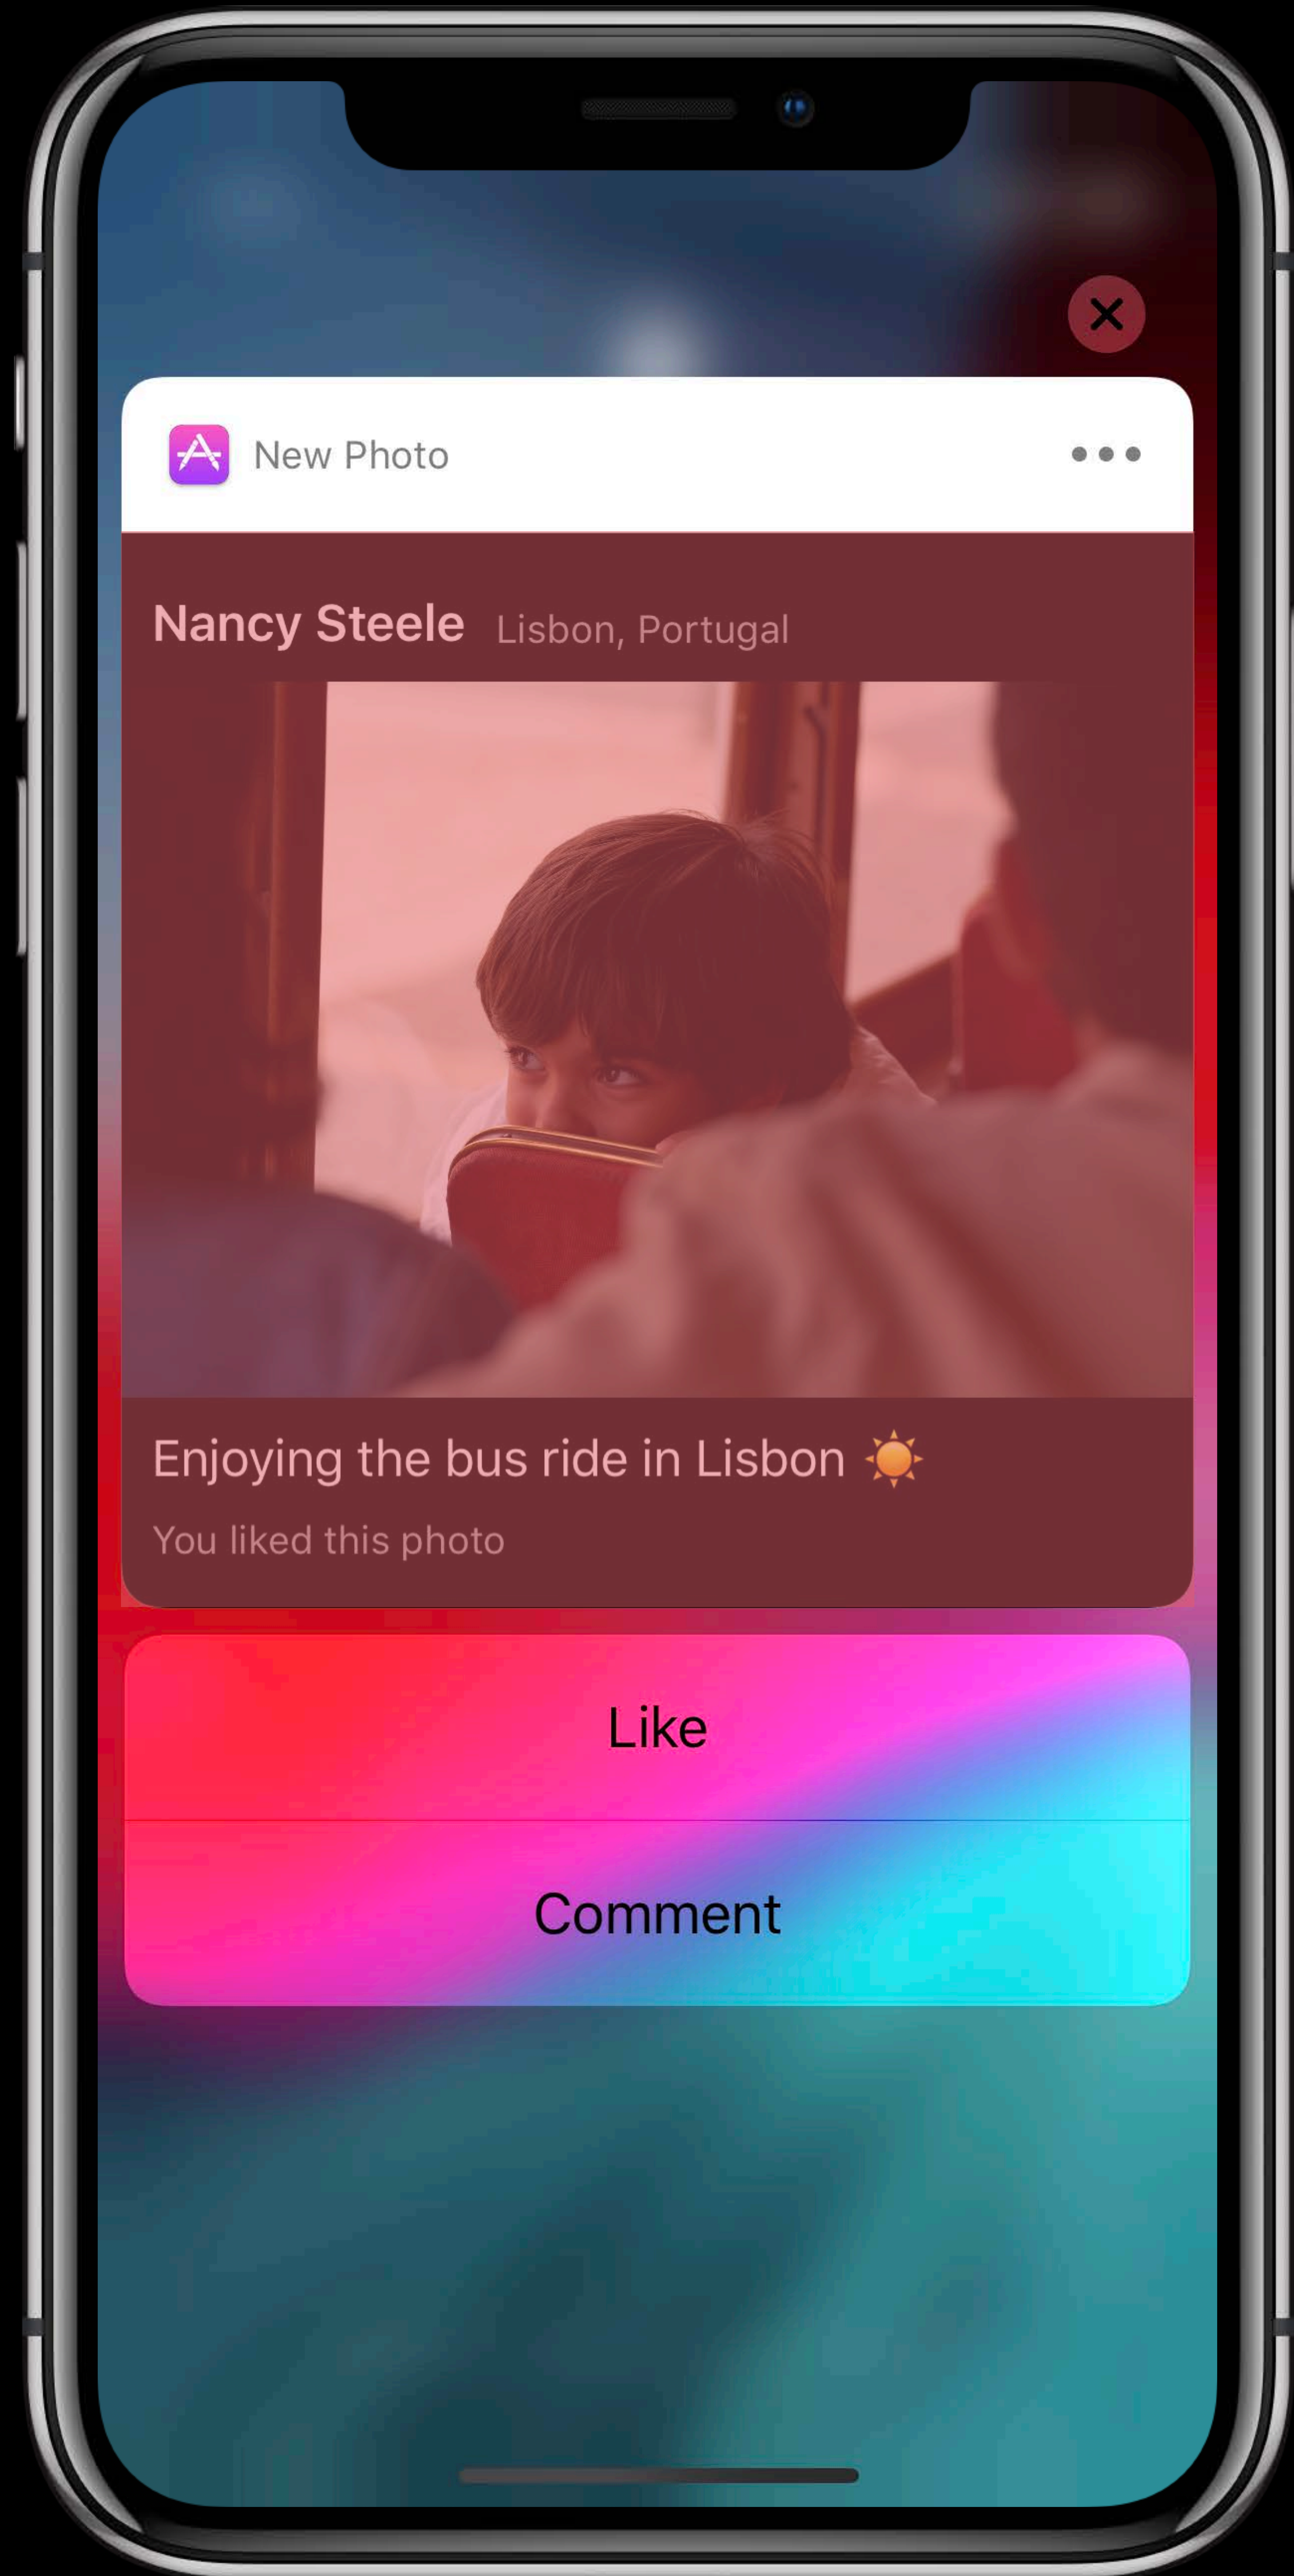 New Photo
Nancy Steele Lisbon, Portugal
Enjoying the bus ride in Lisbon ☀️
You liked this photo
Like
Comment